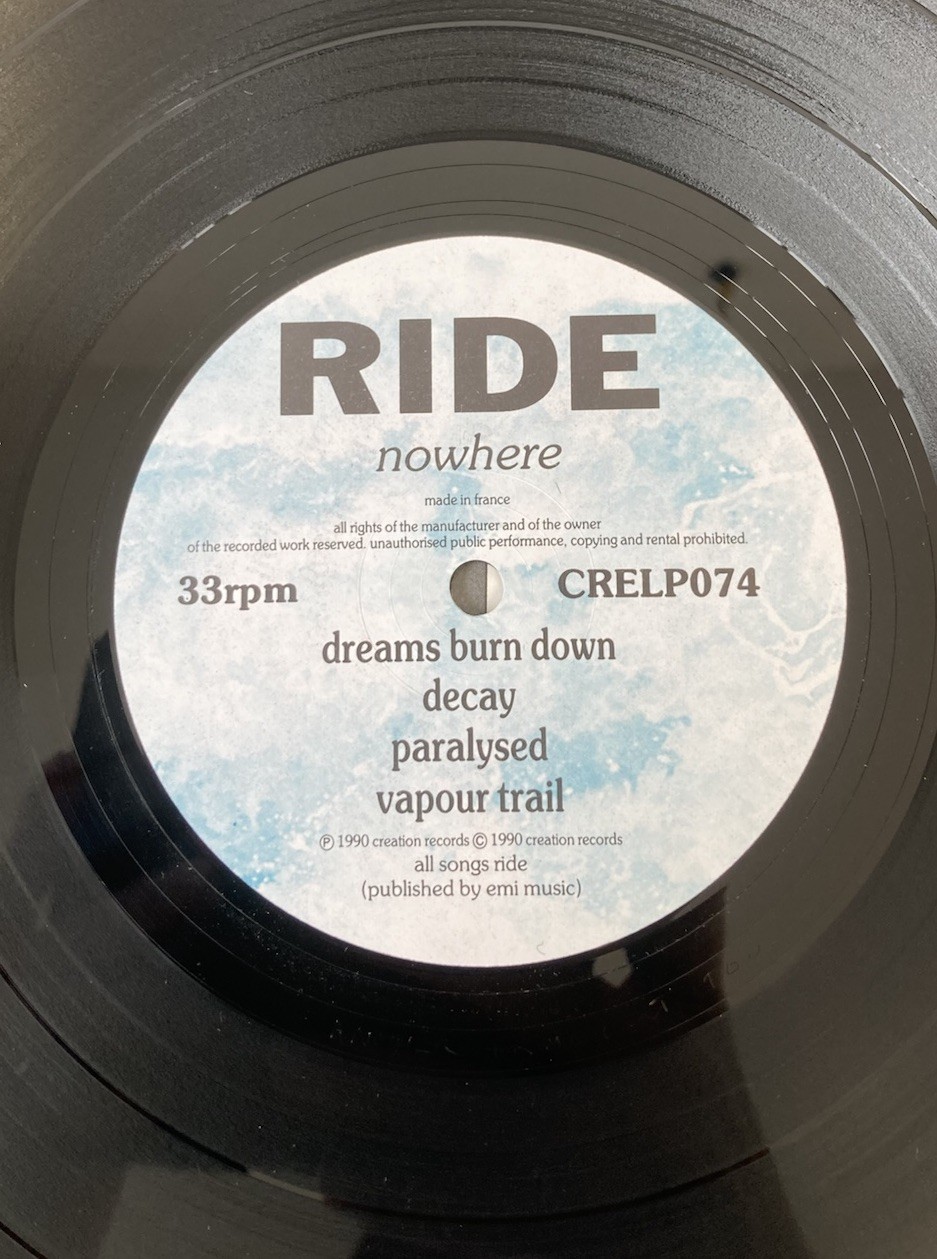 RIDE
nowhere
made in france
all rights of the manufacturer and of the owner
of the recorded work reserved. unauthorised public performance, copying and rental prohibited.
33rpm
CRELP074
dreams burn down
decay
paralysed
vapour trail
℗ 1990 creation records © 1990 creation records
all songs ride
(published by emi music)